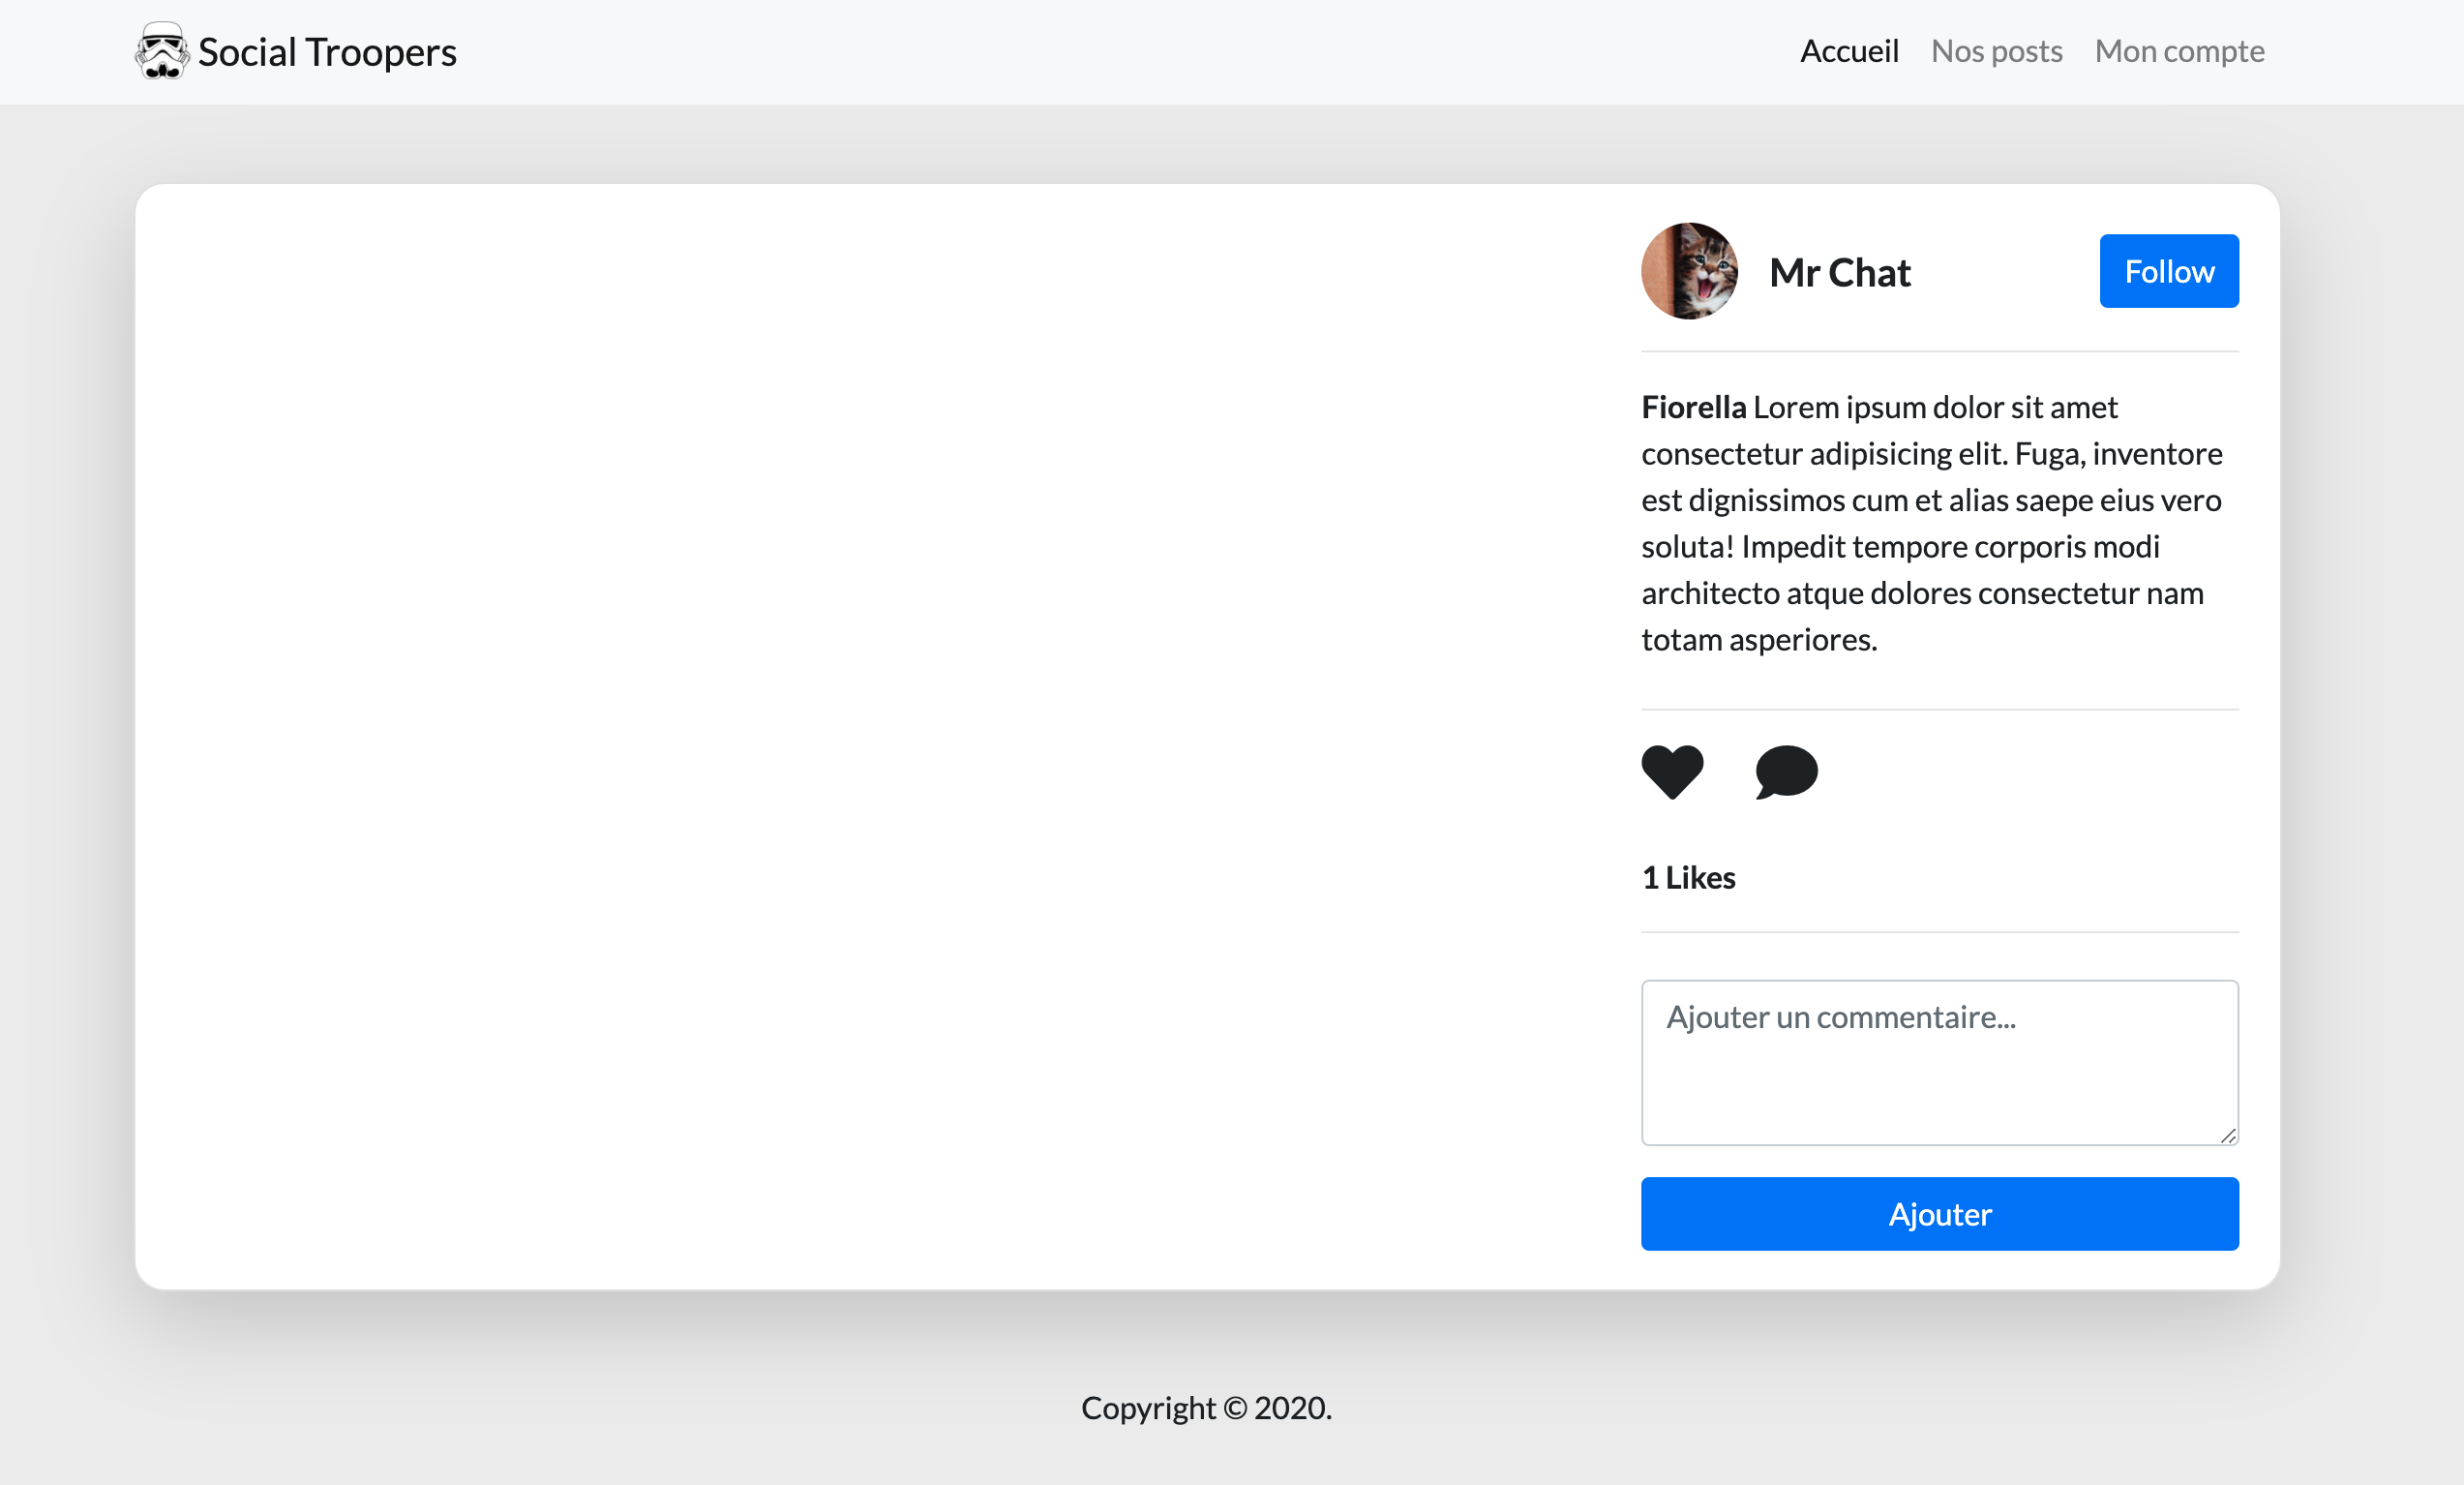 Social Troopers
Accueil Nos posts Mon compte
Mr Chat
Follow
Fiorella Lorem ipsum dolor sit amet
consectetur adipisicing elit. Fuga, inventore
est dignissimos cum et alias saepe eius vero
soluta! Impedit tempore corporis modi
architecto atque dolores consectetur nam
totam asperiores.
1 Likes
Ajouter un commentaire...
Ajouter
Copyright © 2020.